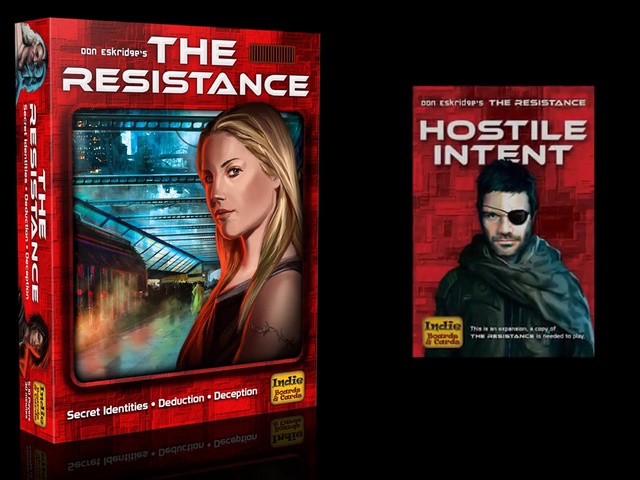 Don Eskridge's
THE
RESISTANCE
THE
RESISTANCE
Secret Identities • Deduction • Deception
Secret Identities • Deduction • Deception
Indie
Boards
& Cards
Don Eskridge's THE RESISTANCE
HOSTILE
INTENT
Indie
Boards
& Cards
This is an expansion, a copy of
THE RESISTANCE is needed to play.